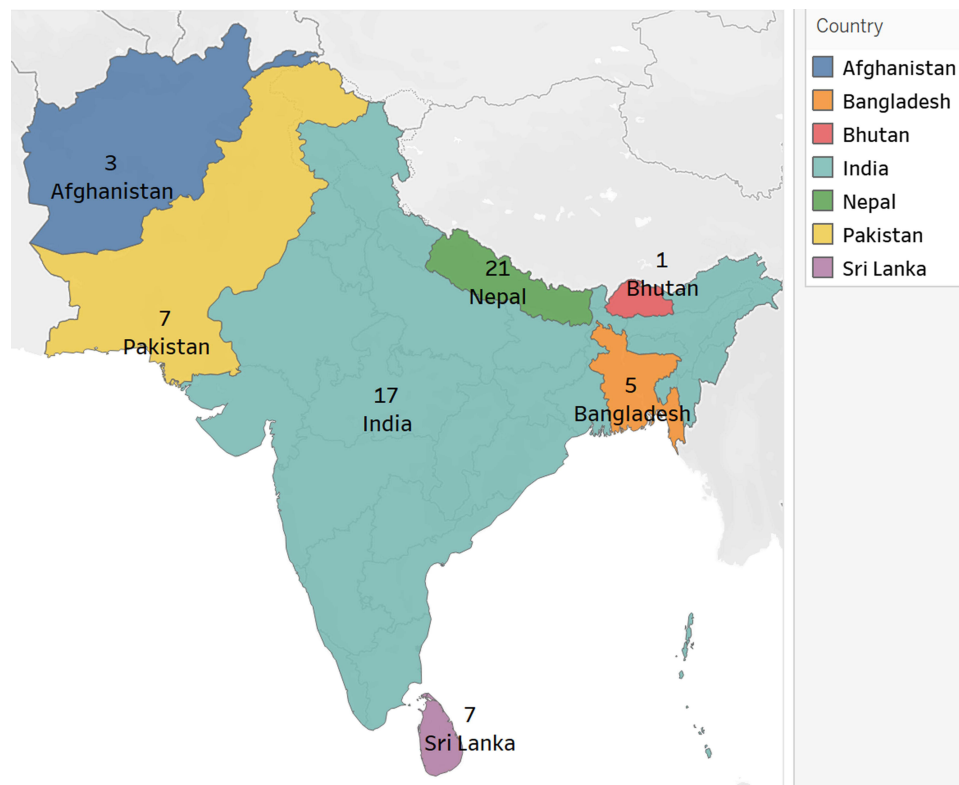 3
Afghanistan
7
Pakistan
21
Nepal
1
Bhutan
17
India
5
Bangladesh
7
Sri Lanka
Country
Afghanistan
Bangladesh
Bhutan
India
Nepal
Pakistan
Sri Lanka